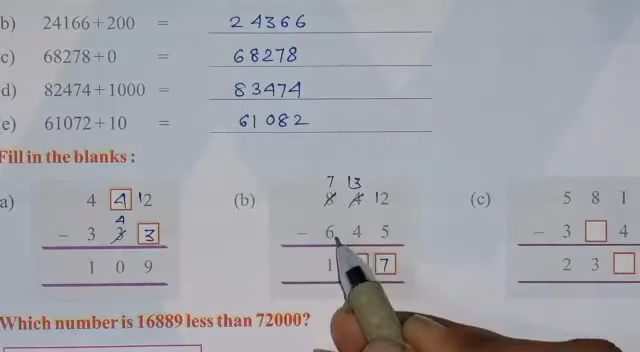 b) 24166+200 = 24366
c) 68278+0 = 68278
d) 82474+1000 = 83474
e) 61072+10 = 61082
Fill in the blanks :
a) 4 4 12
4
− 3 3 3
1 0 9
(b) 7 13
8 4 12
− 6 4 5
1 7
(c) 5 8 1
− 3 4
2 3
Which number is 16889 less than 72000?